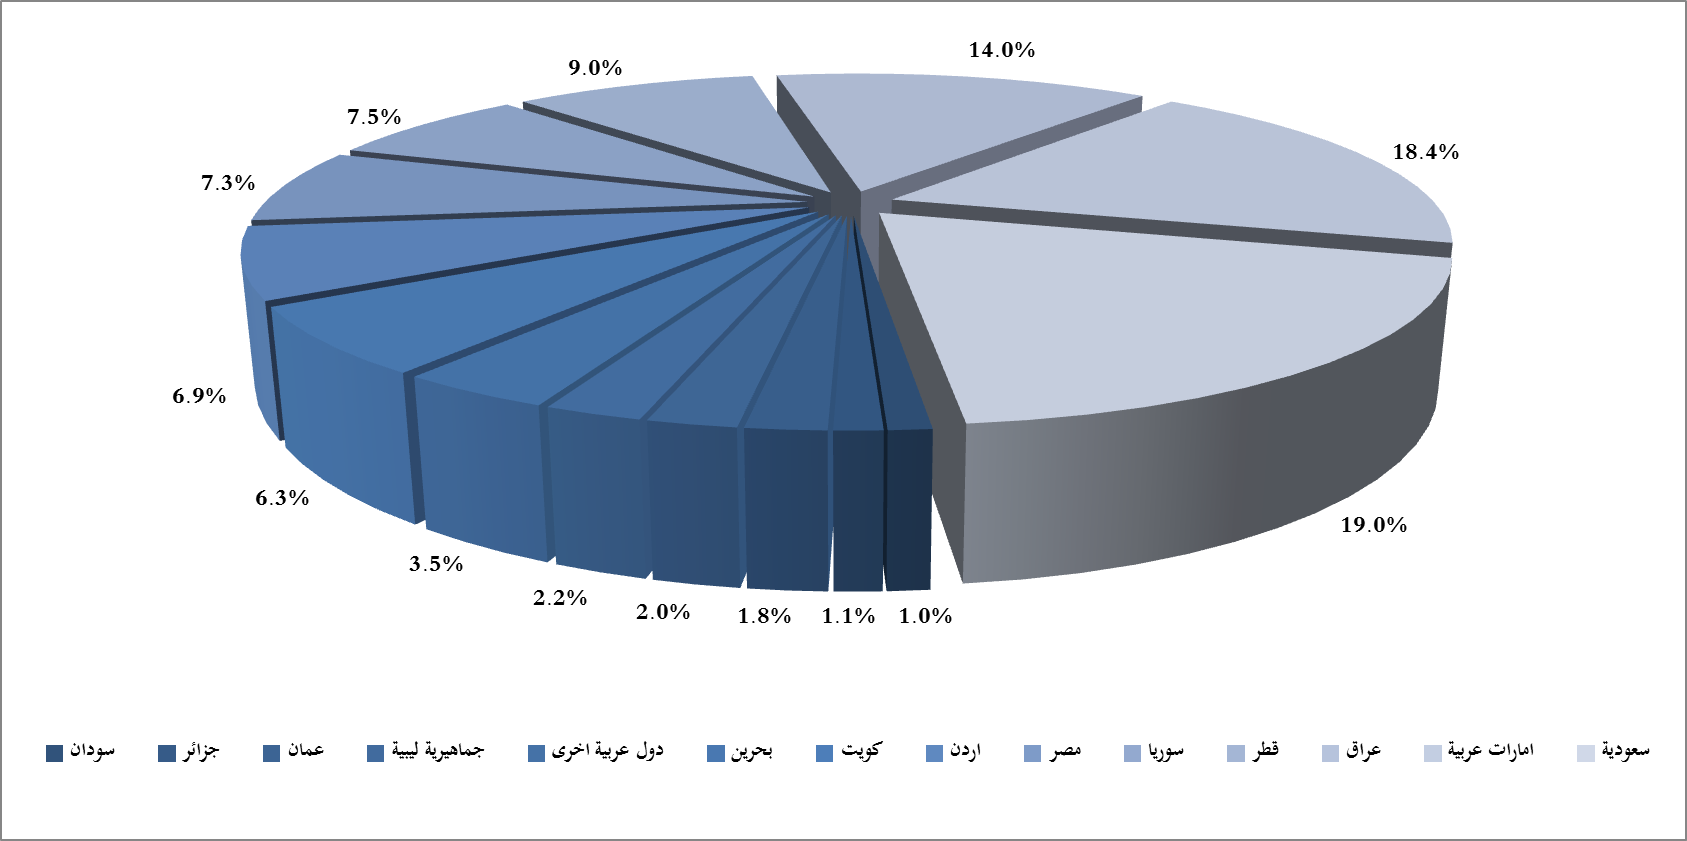 14.0%
9.0%
7.5%
18.4%
7.3%
6.9%
6.3%
19.0%
3.5%
2.2%
2.0%
1.8%
1.1%
1.0%
سعودية
امارات عربية
عراق
قطر
سوريا
مصر
اردن
كويت
بحرين
دول عربية اخرى
جماهيرية ليبية
عمان
جزائر
سودان